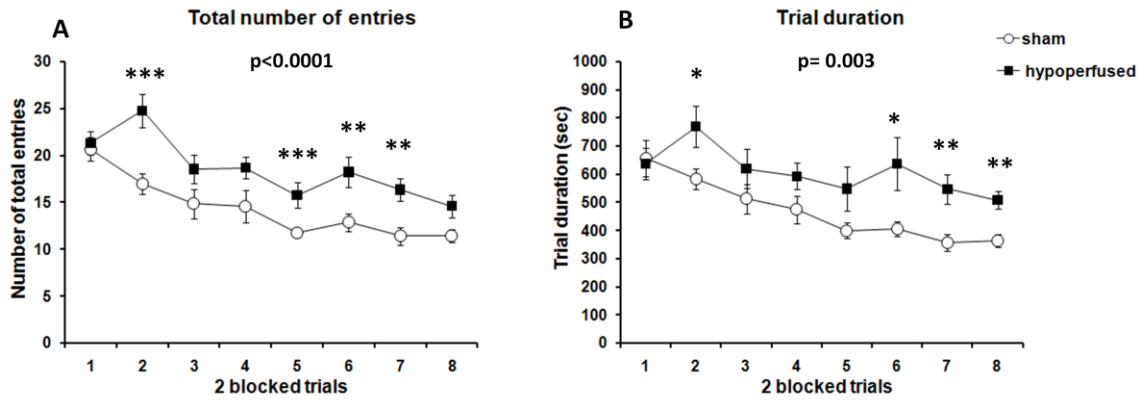 A
Total number of entries
p<0.0001
Number of total entries
30
25
20
15
10
5
0
***
***
**
**
1 2 3 4 5 6 7 8
2 blocked trials
B
Trial duration
p= 0.003
Trial duration (sec)
1000
900
800
700
600
500
400
300
200
100
0
*
*
**
**
1 2 3 4 5 6 7 8
2 blocked trials
sham
hypoperfused